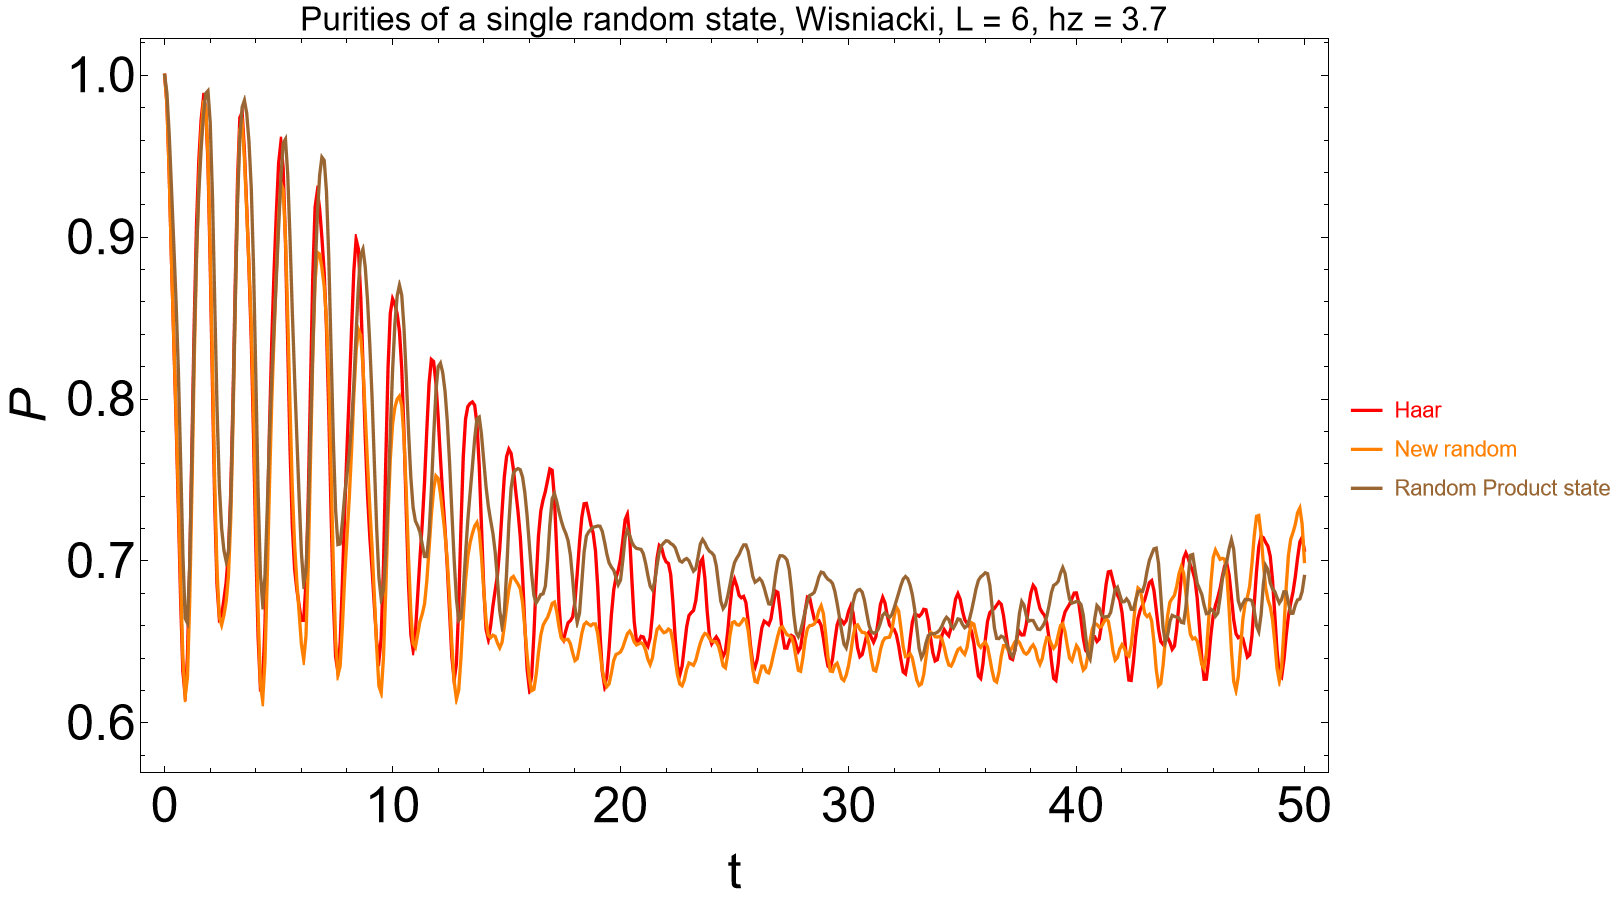 Purities of a single random state, Wisniacki, L = 6, hz = 3.7
1.0
0.9
0.8
0.7
0.6
P
0 10 20 30 40 50
t
Haar
New random
Random Product state